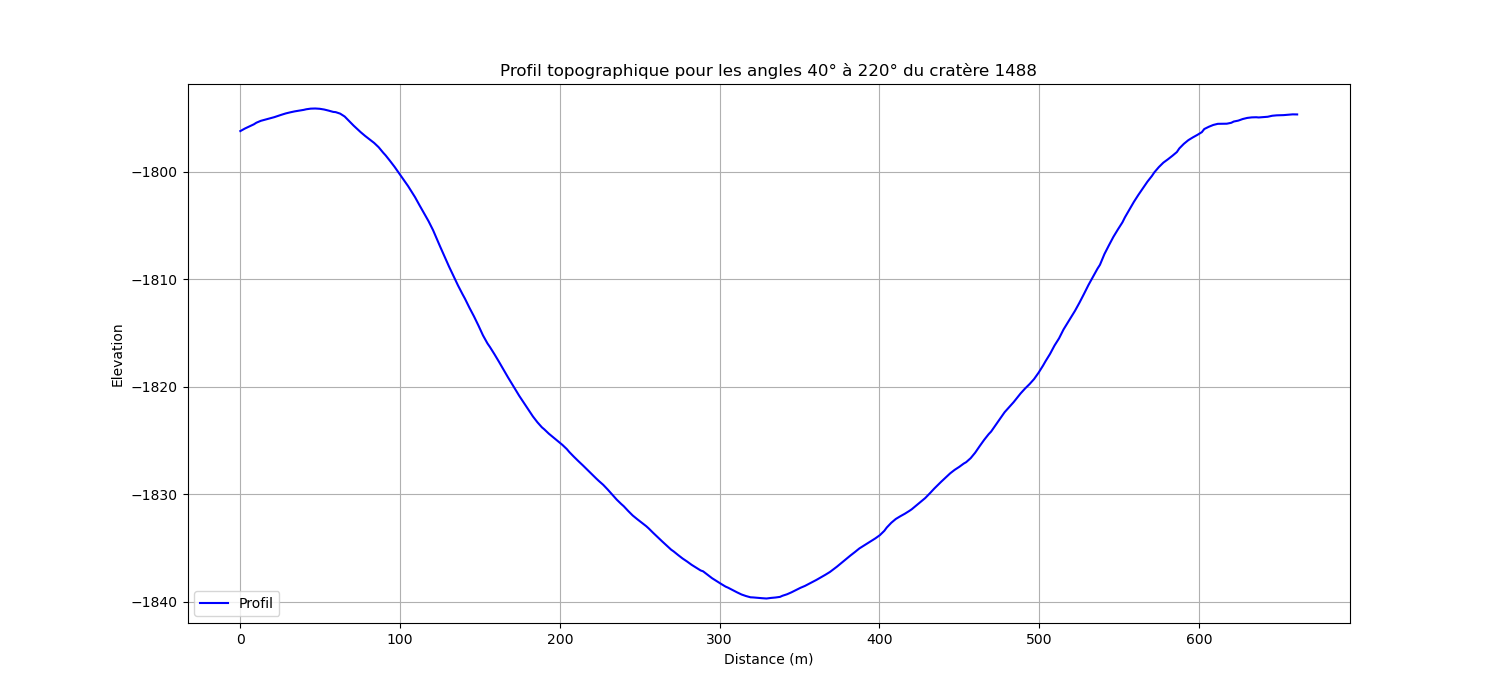 Profil topographique pour les angles 40° à 220° du cratère 1488
Elevation
−1800
−1810
−1820
−1830
−1840
Profil
0 100 200 300 400 500 600
Distance (m)